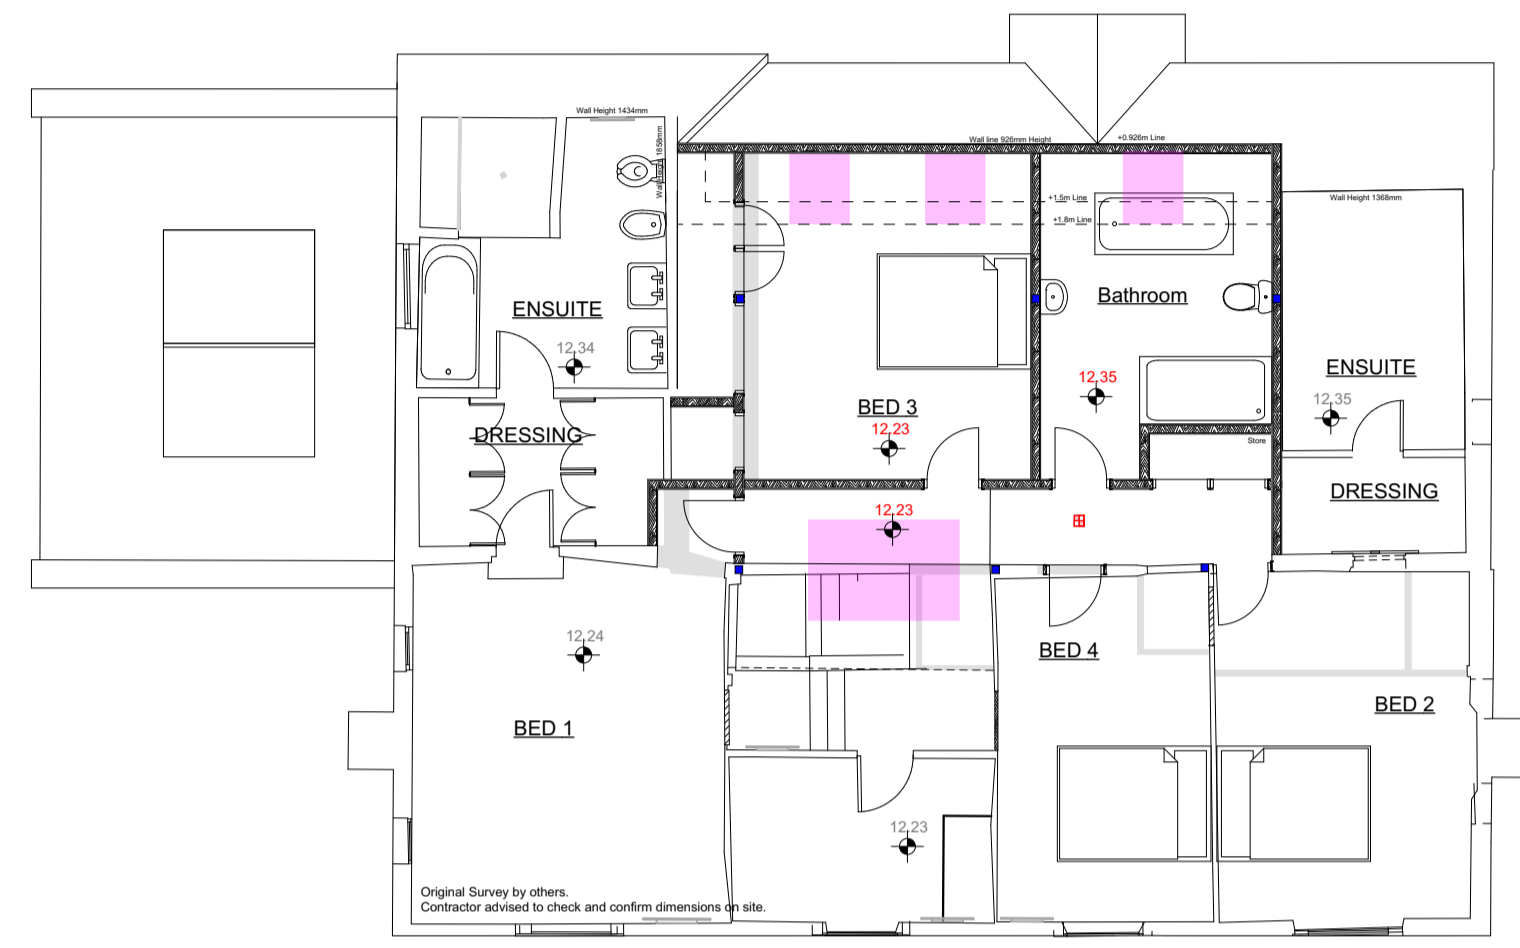 Wall Height 1434mm
Wall Height 1858mm
Wall line 926mm Height
+0.926m Line
+1.5m Line
+1.8m Line
Wall Height 1368mm
ENSUITE
12.34
Bathroom
12.35
ENSUITE
12.35
BED 3
12.23
DRESSING
Store
DRESSING
12.23
12.24
BED 4
BED 1
BED 2
12.23
Original Survey by others.
Contractor advised to check and confirm dimensions on site.